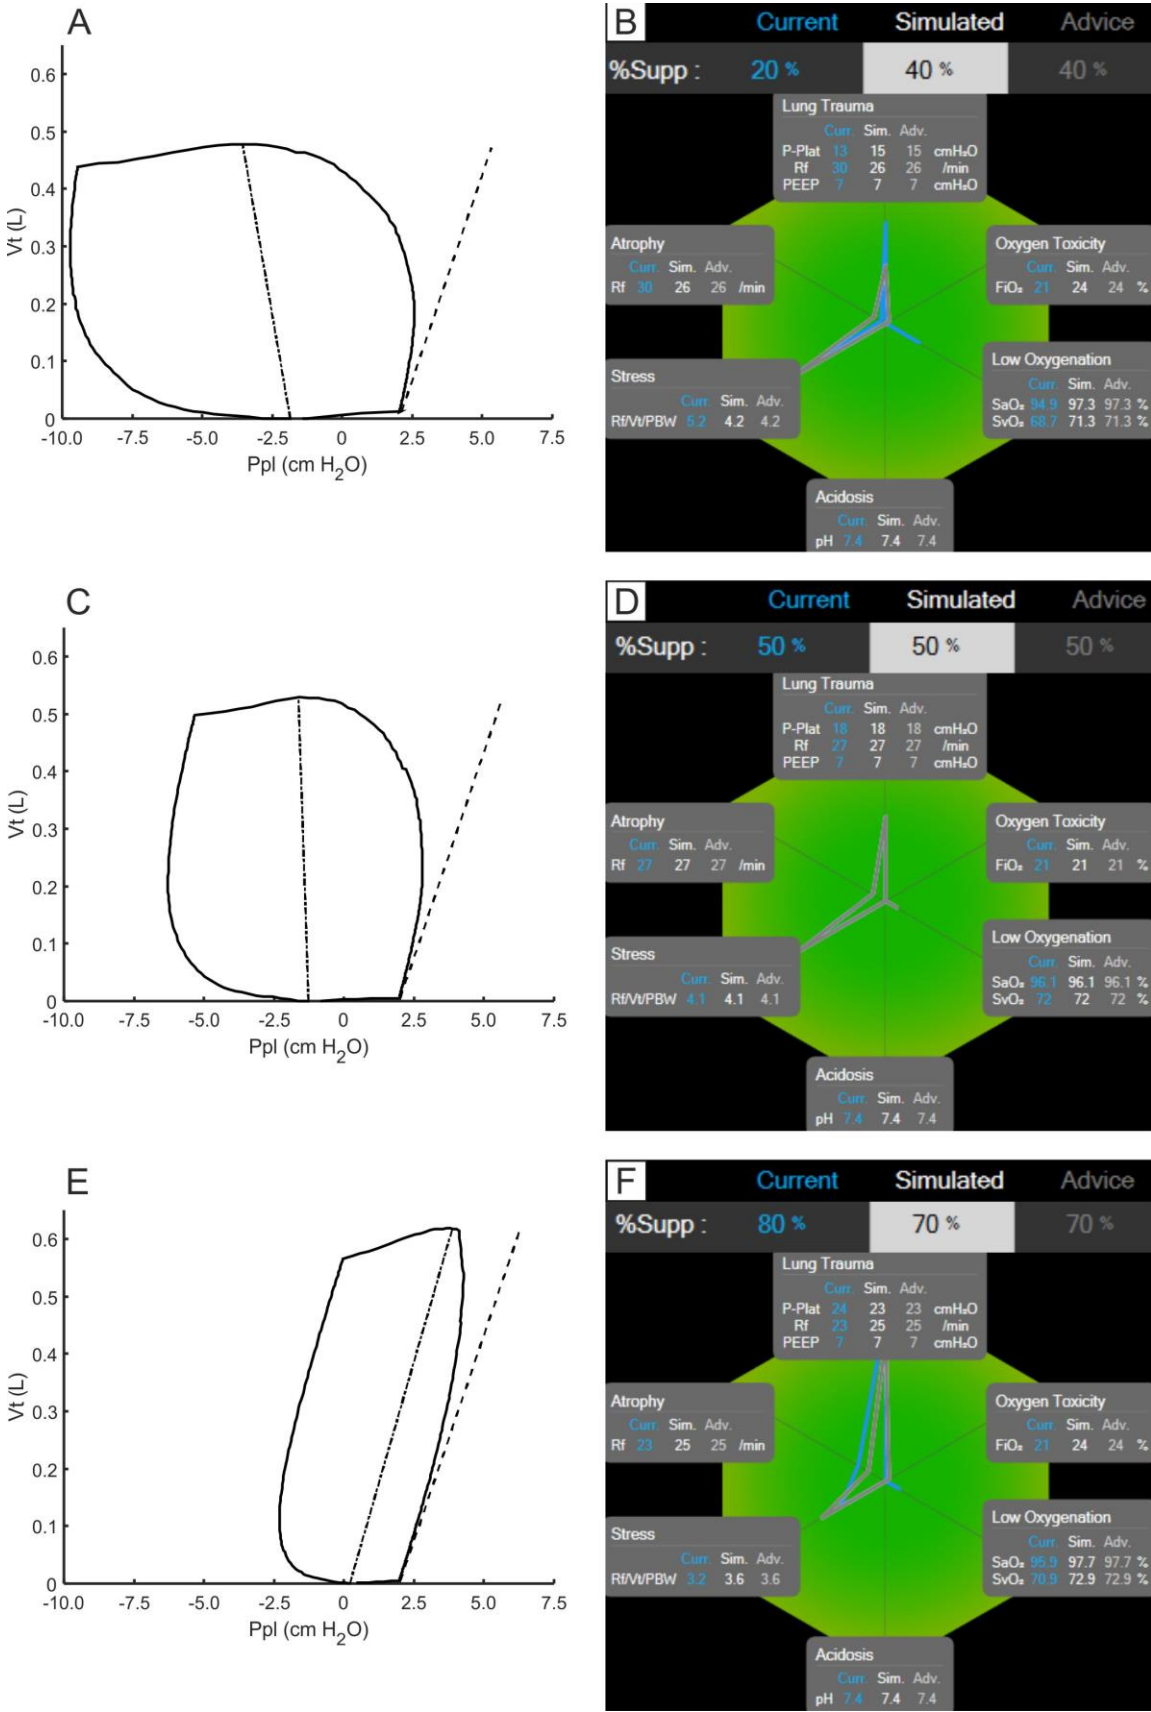 A
0.6
0.5
0.4
0.3
0.2
0.1
0
Vt (L)
-10.0 -7.5 -5.0 -2.5 0 2.5 5.0 7.5
Ppl (cm H₂O)
B Current Simulated Advice
%Supp : 20 % 40 % 40 %
Lung Trauma
Curr. Sim. Adv.
P-Plat 13 15 15 cmH₂O
Rf 30 26 26 /min
PEEP 7 7 7 cmH₂O
Atrophy
Curr. Sim. Adv.
Rf 30 26 26 /min
Oxygen Toxicity
Curr. Sim. Adv.
FiO₂ 21 24 24 %
Stress
Curr. Sim. Adv.
Rf/Vt/PBW 5.2 4.2 4.2
Low Oxygenation
Curr. Sim. Adv.
SaO₂ 94.9 97.3 97.3 %
SvO₂ 68.7 71.3 71.3 %
Acidosis
Curr. Sim. Adv.
pH 7.4 7.4 7.4
C
0.6
0.5
0.4
0.3
0.2
0.1
0
Vt (L)
-10.0 -7.5 -5.0 -2.5 0 2.5 5.0 7.5
Ppl (cm H₂O)
D Current Simulated Advice
%Supp : 50 % 50 % 50 %
Lung Trauma
Curr. Sim. Adv.
P-Plat 18 18 18 cmH₂O
Rf 27 27 27 /min
PEEP 7 7 7 cmH₂O
Atrophy
Curr. Sim. Adv.
Rf 27 27 27 /min
Oxygen Toxicity
Curr. Sim. Adv.
FiO₂ 21 21 21 %
Stress
Curr. Sim. Adv.
Rf/Vt/PBW 4.1 4.1 4.1
Low Oxygenation
Curr. Sim. Adv.
SaO₂ 96.1 96.1 96.1 %
SvO₂ 72 72 72 %
Acidosis
Curr. Sim. Adv.
pH 7.4 7.4 7.4
E
0.6
0.5
0.4
0.3
0.2
0.1
0
Vt (L)
-10.0 -7.5 -5.0 -2.5 0 2.5 5.0 7.5
Ppl (cm H₂O)
F Current Simulated Advice
%Supp : 80 % 70 % 70 %
Lung Trauma
Curr. Sim. Adv.
P-Plat 24 23 23 cmH₂O
Rf 23 25 25 /min
PEEP 7 7 7 cmH₂O
Atrophy
Curr. Sim. Adv.
Rf 23 25 25 /min
Oxygen Toxicity
Curr. Sim. Adv.
FiO₂ 21 24 24 %
Stress
Curr. Sim. Adv.
Rf/Vt/PBW 3.2 3.6 3.6
Low Oxygenation
Curr. Sim. Adv.
SaO₂ 95.9 97.7 97.7 %
SvO₂ 70.9 72.9 72.9 %
Acidosis
Curr. Sim. Adv.
pH 7.4 7.4 7.4